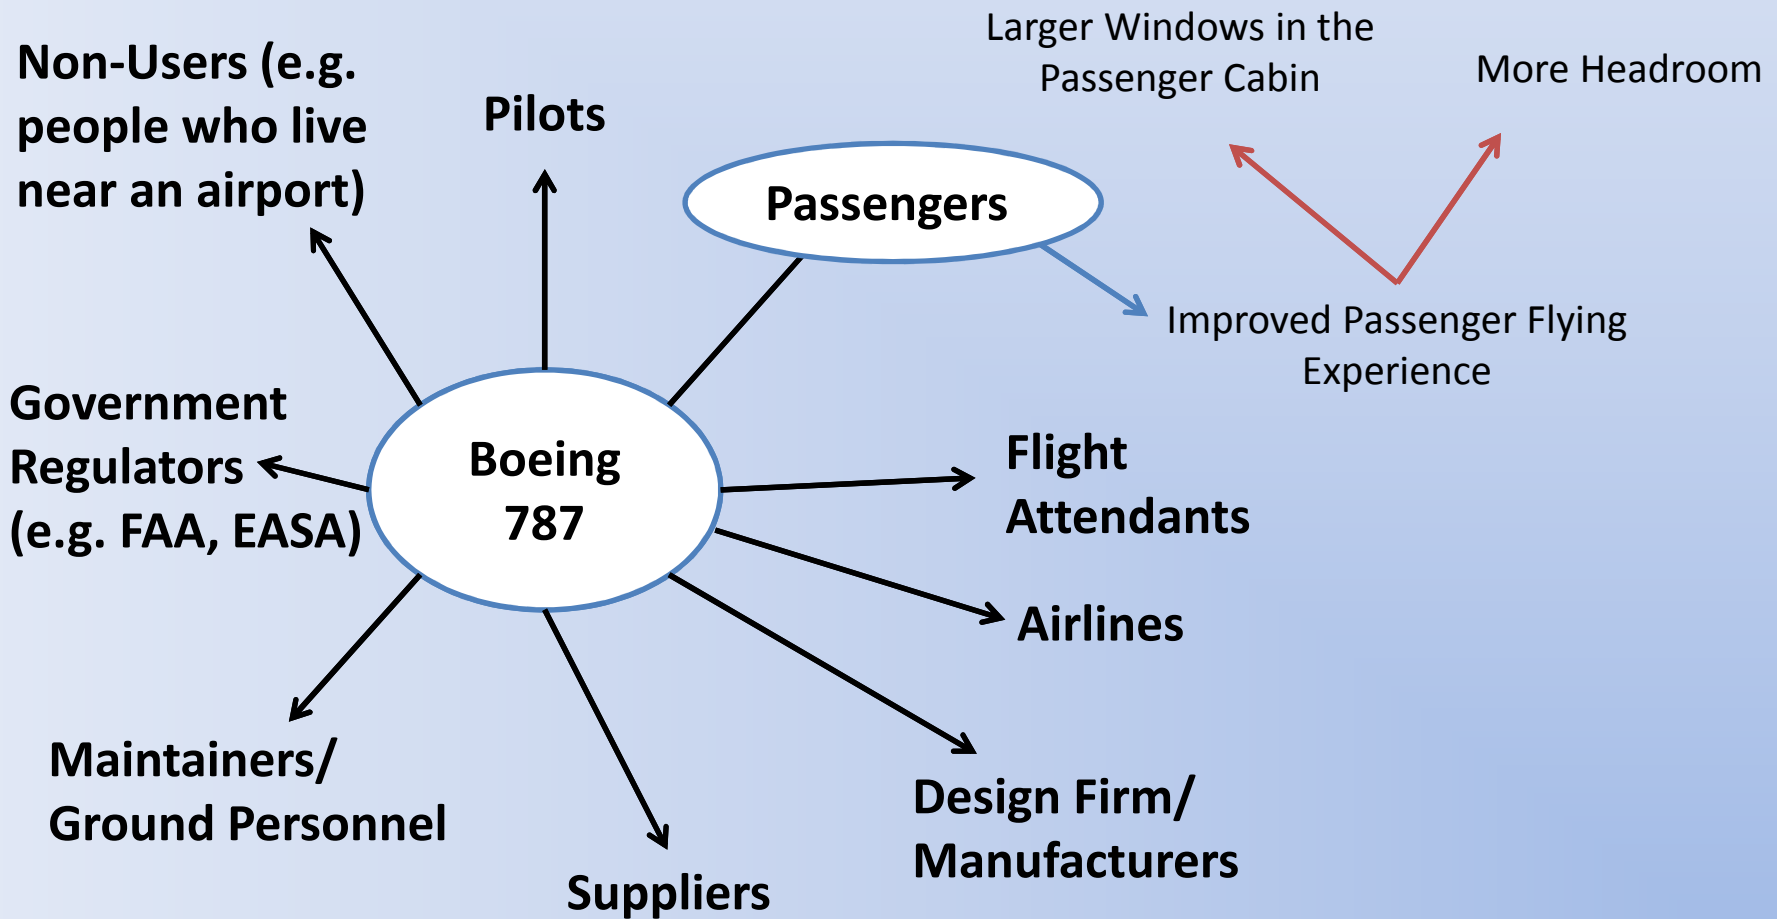 Non-Users (e.g.
people who live
near an airport)
Pilots
Passengers
Larger Windows in the
Passenger Cabin
More Headroom
Improved Passenger Flying
Experience
Government
Regulators
(e.g. FAA, EASA)
Boeing
787
Flight
Attendants
Airlines
Maintainers/
Ground Personnel
Suppliers
Design Firm/
Manufacturers